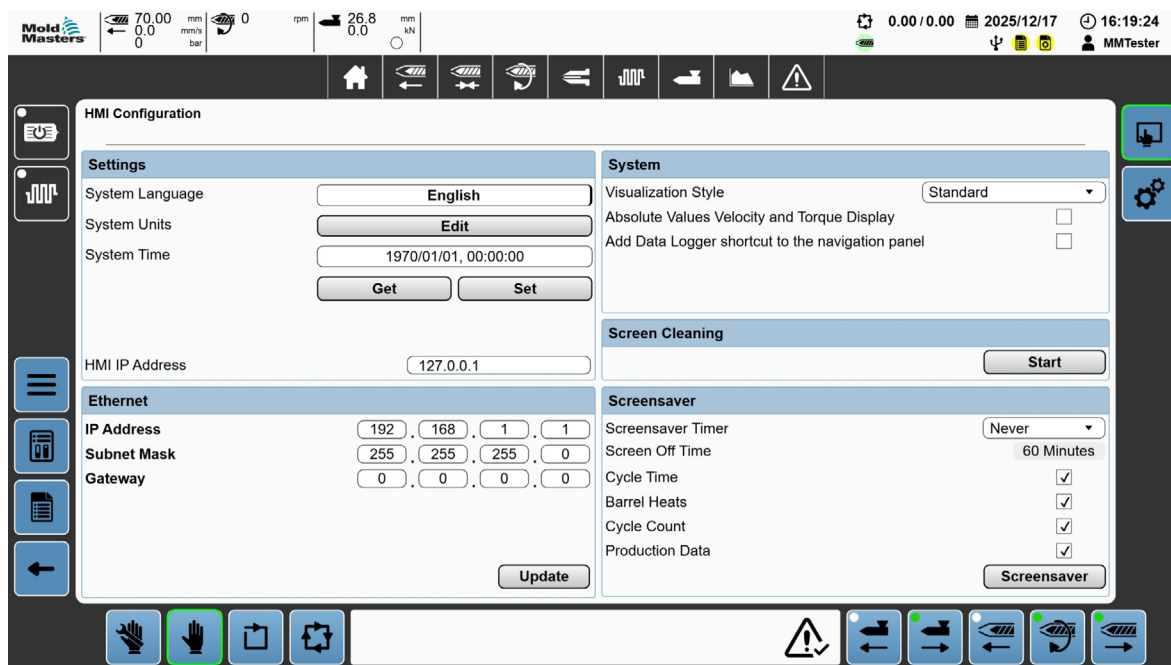 Mold Masters
70.00 mm
0.0 mm/s
0 bar
0 rpm
26.8 mm
0.0 kN
0.00 / 0.00 2025/12/17 16:19:24
MMTester
HMI Configuration
Settings
System Language English
System Units Edit
System Time 1970/01/01, 00:00:00
Get Set
HMI IP Address 127.0.0.1
Ethernet
IP Address 192 . 168 . 1 . 1
Subnet Mask 255 . 255 . 255 . 0
Gateway 0 . 0 . 0 . 0
Update
System
Visualization Style Standard
Absolute Values Velocity and Torque Display
Add Data Logger shortcut to the navigation panel
Screen Cleaning
Start
Screensaver
Screensaver Timer Never
Screen Off Time 60 Minutes
Cycle Time
Barrel Heats
Cycle Count
Production Data
Screensaver